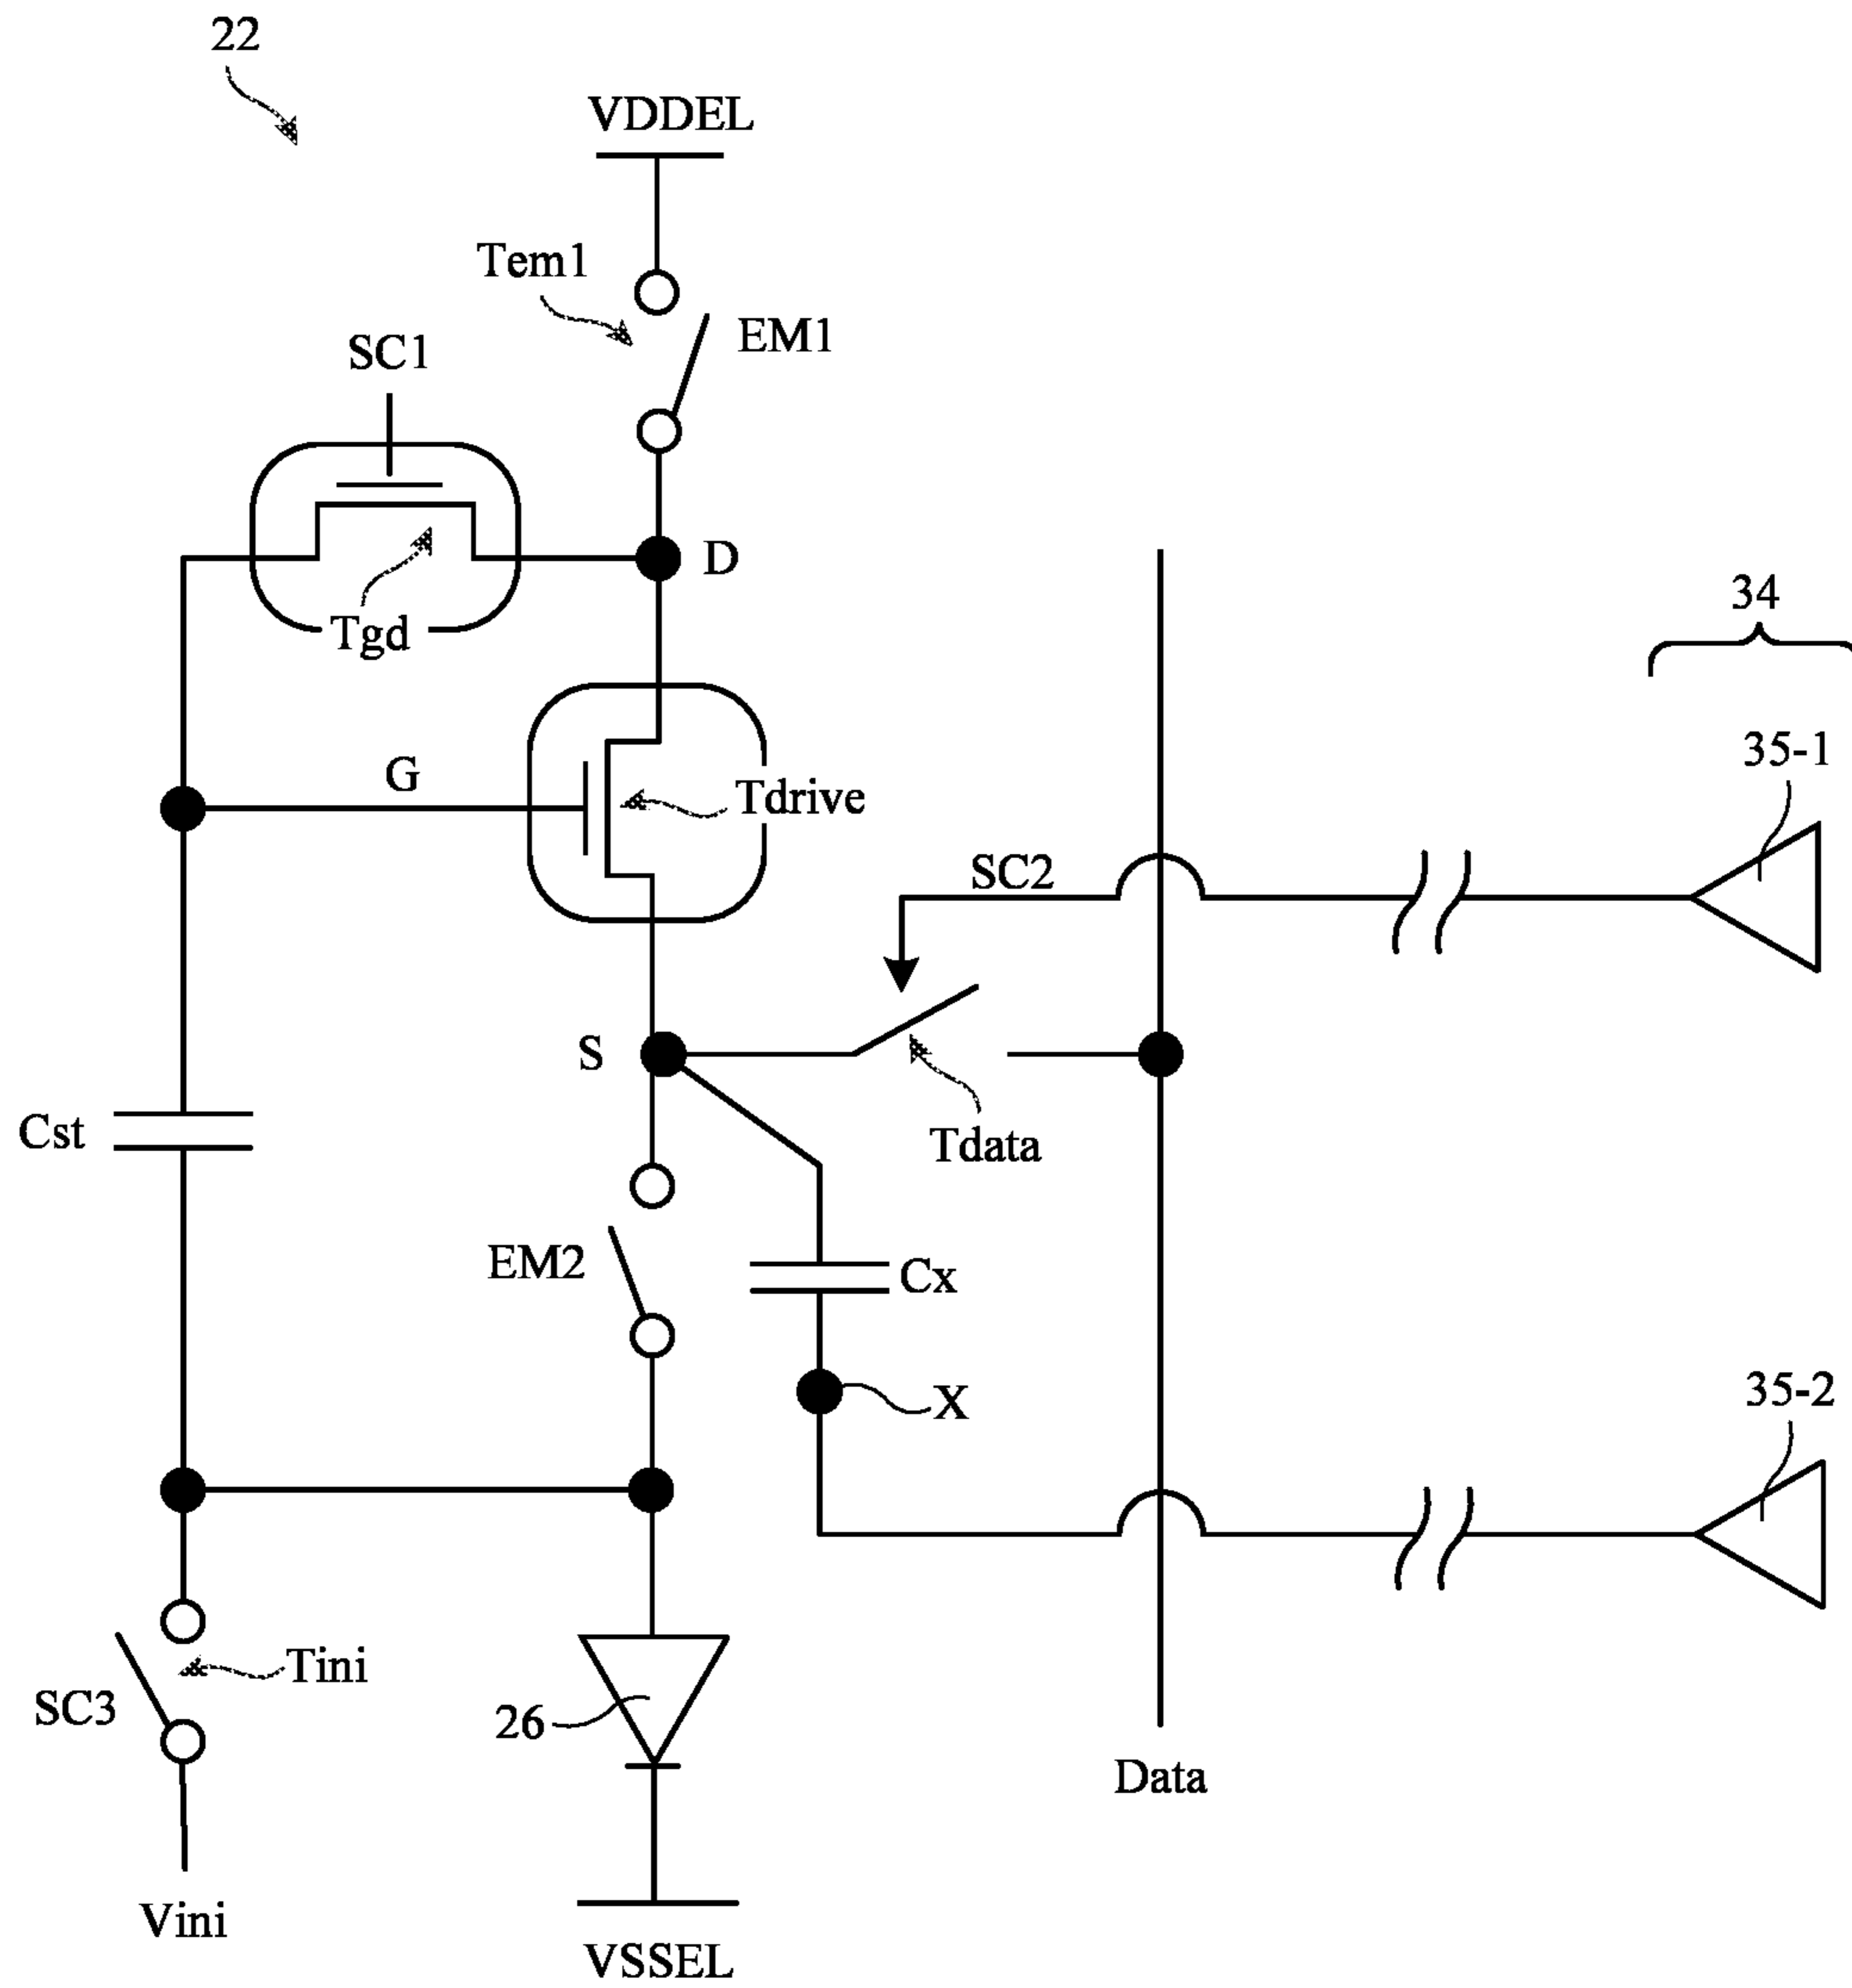 22
VDDEL
Tem1
EM1
SC1
D
Tgd
34
35-1
G
Tdrive
SC2
S
Cst
Tdata
EM2
Cx
X
35-2
Tini
SC3
26
Data
Vini
VSSEL